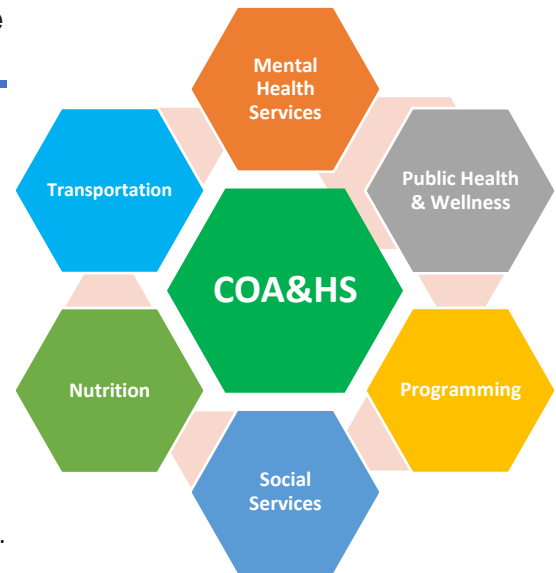 e
Mental
Health
Services
Transportation
Public Health
& Wellness
COA&HS
Nutrition
Programming
Social
Services
.